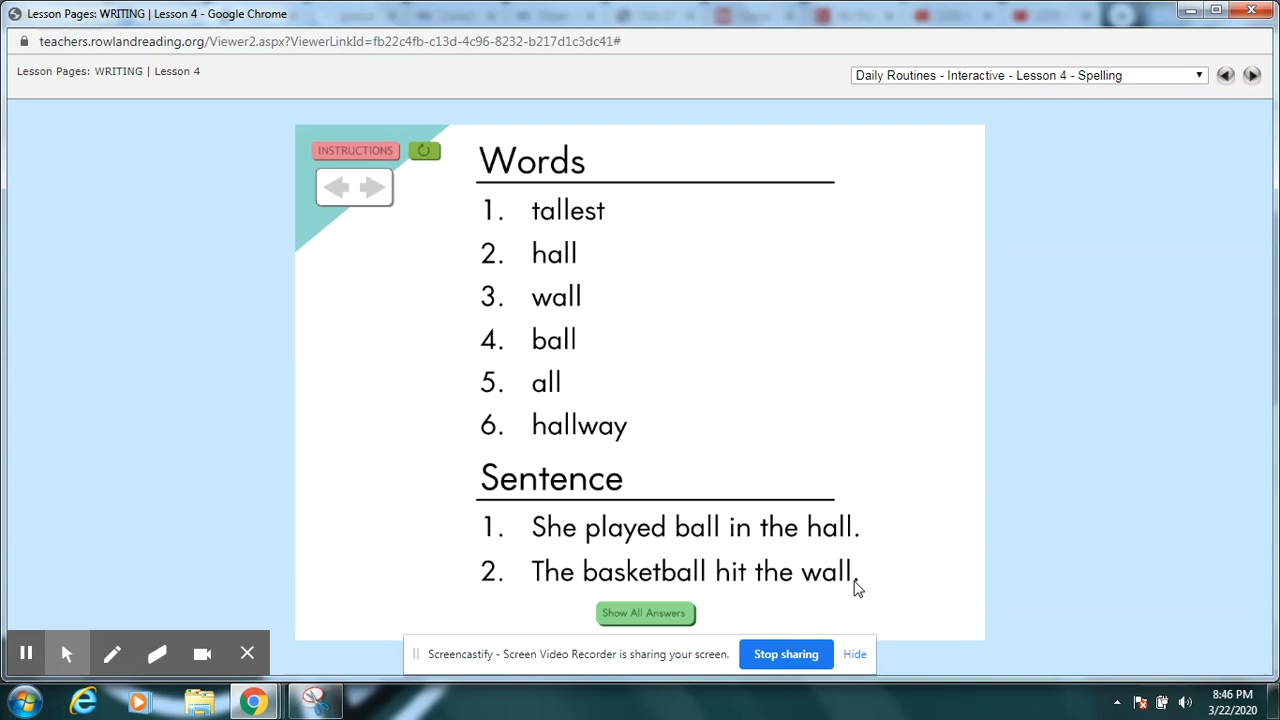 Lesson Pages: WRITING | Lesson 4 - Google Chrome
teachers.rowlandreading.org/Viewer2.aspx?ViewerLinkId=fb22c4fb-c13d-4c96-8232-b217d1c3dc41#
Lesson Pages: WRITING | Lesson 4
Daily Routines - Interactive - Lesson 4 - Spelling
INSTRUCTIONS
Words
1. tallest
2. hall
3. wall
4. ball
5. all
6. hallway
Sentence
1. She played ball in the hall.
2. The basketball hit the wall.
Show All Answers
Screencastify - Screen Video Recorder is sharing your screen.
Stop sharing
Hide
8:46 PM
3/22/2020